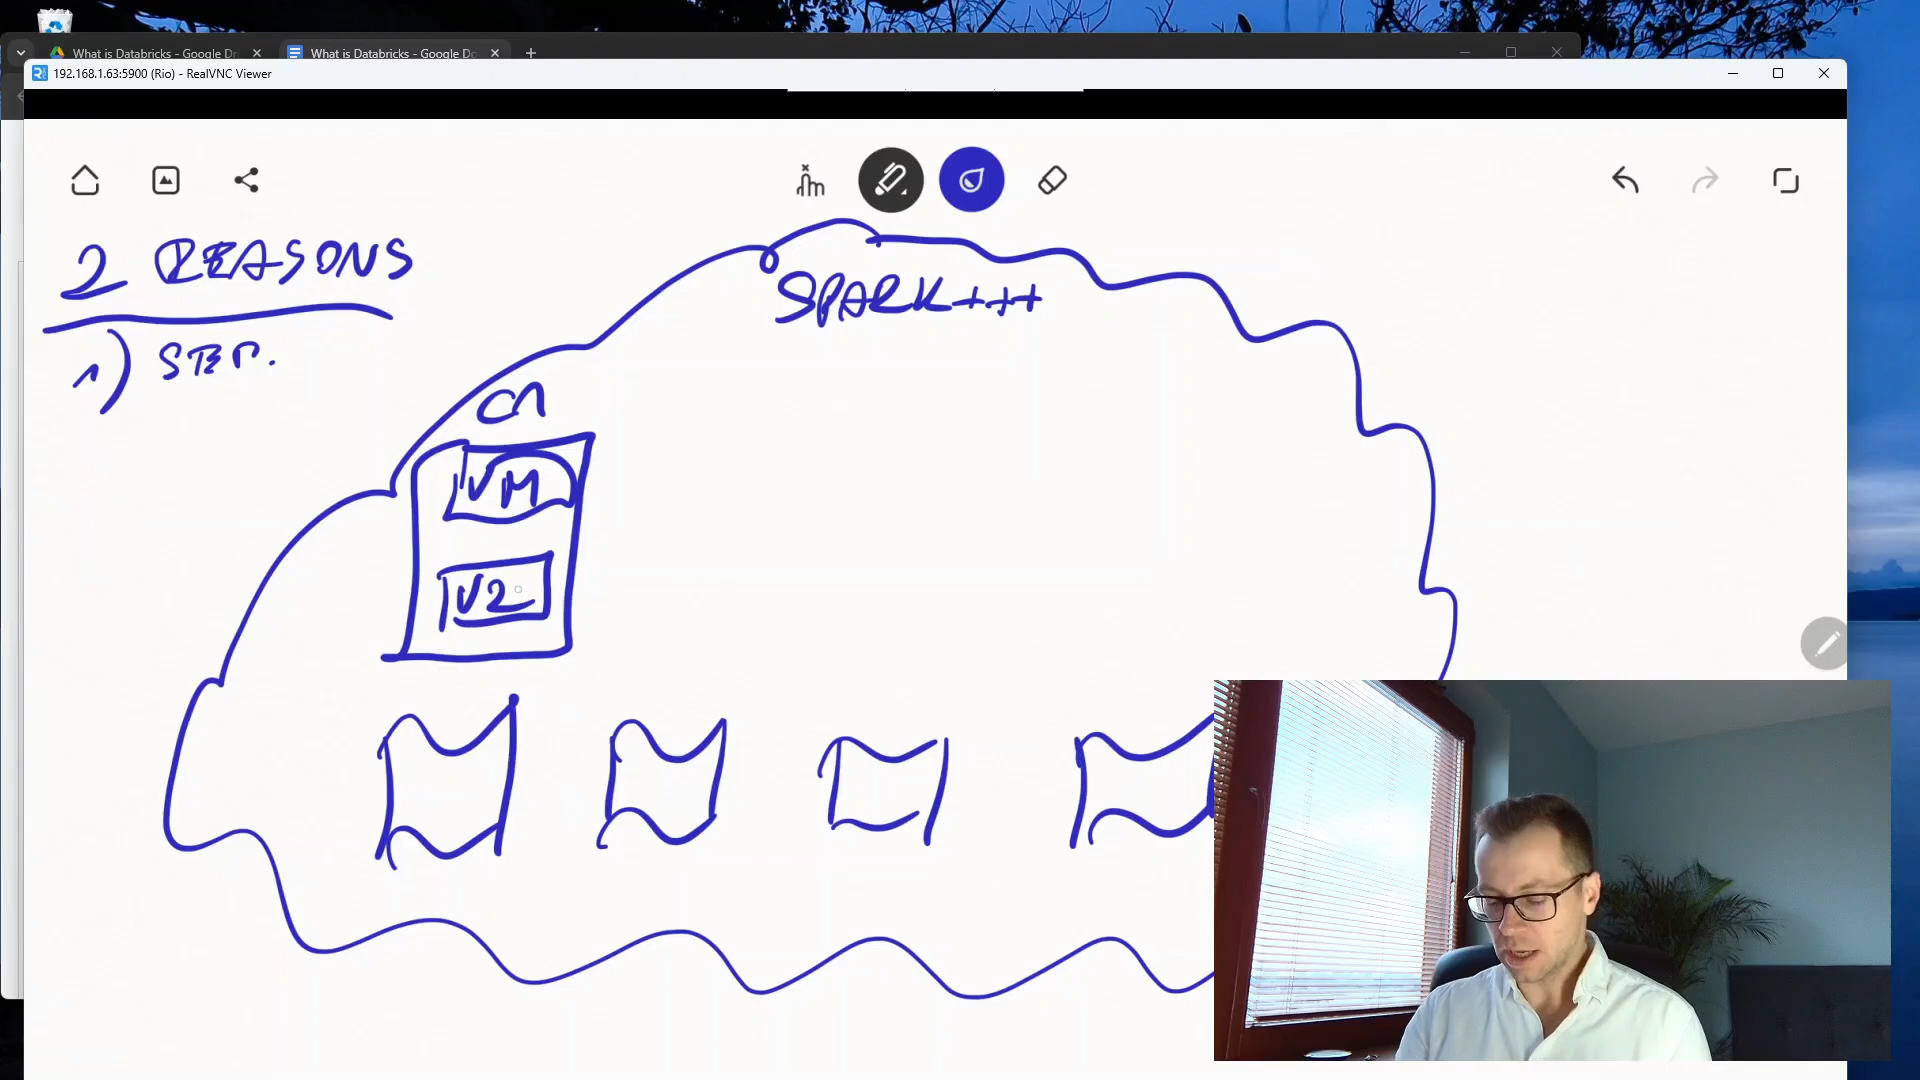 What is Databricks - Google Dr
What is Databricks - Google Do
192.168.1.63:5900 (Rio) - RealVNC Viewer
2 REASONS
SPARK+++
1)
VM
V2